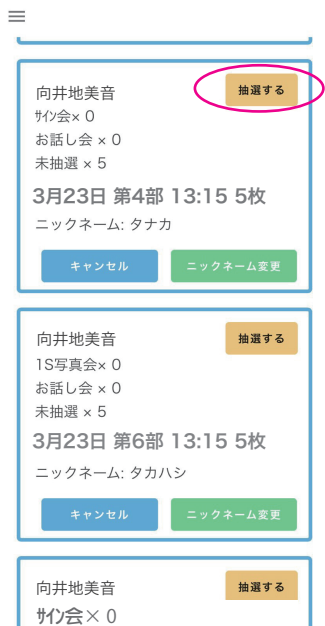 向井地美音
抽選する
サイン会× 0
お話し会 × 0
未抽選 × 5
3月23日 第4部 13:15 5枚
ニックネーム: タナカ
キャンセル
ニックネーム変更
向井地美音
抽選する
1S写真会× 0
お話し会 × 0
未抽選 × 5
3月23日 第6部 13:15 5枚
ニックネーム: タカハシ
キャンセル
ニックネーム変更
向井地美音
抽選する
サイン会× 0